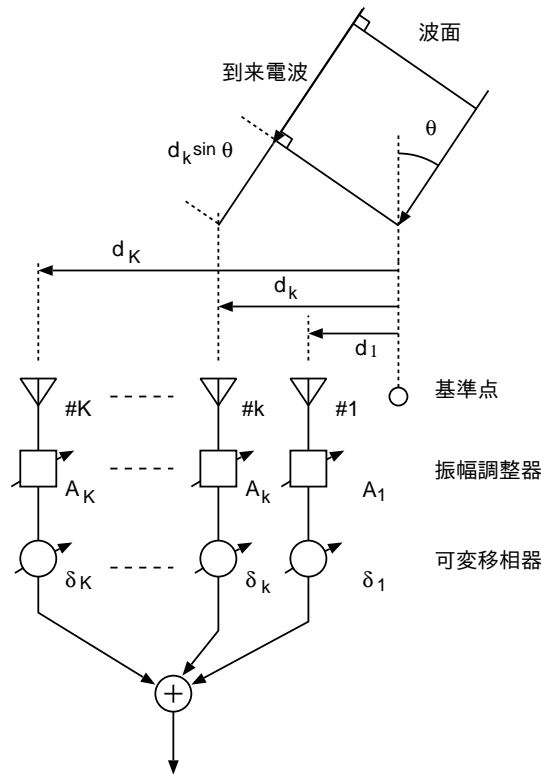 波面
到来電波
θ
d_k sin θ
d_K
d_k
d_1
基準点
#K
#k
#1
振幅調整器
A_K
A_k
A_1
可変移相器
δ_K
δ_k
δ_1
+